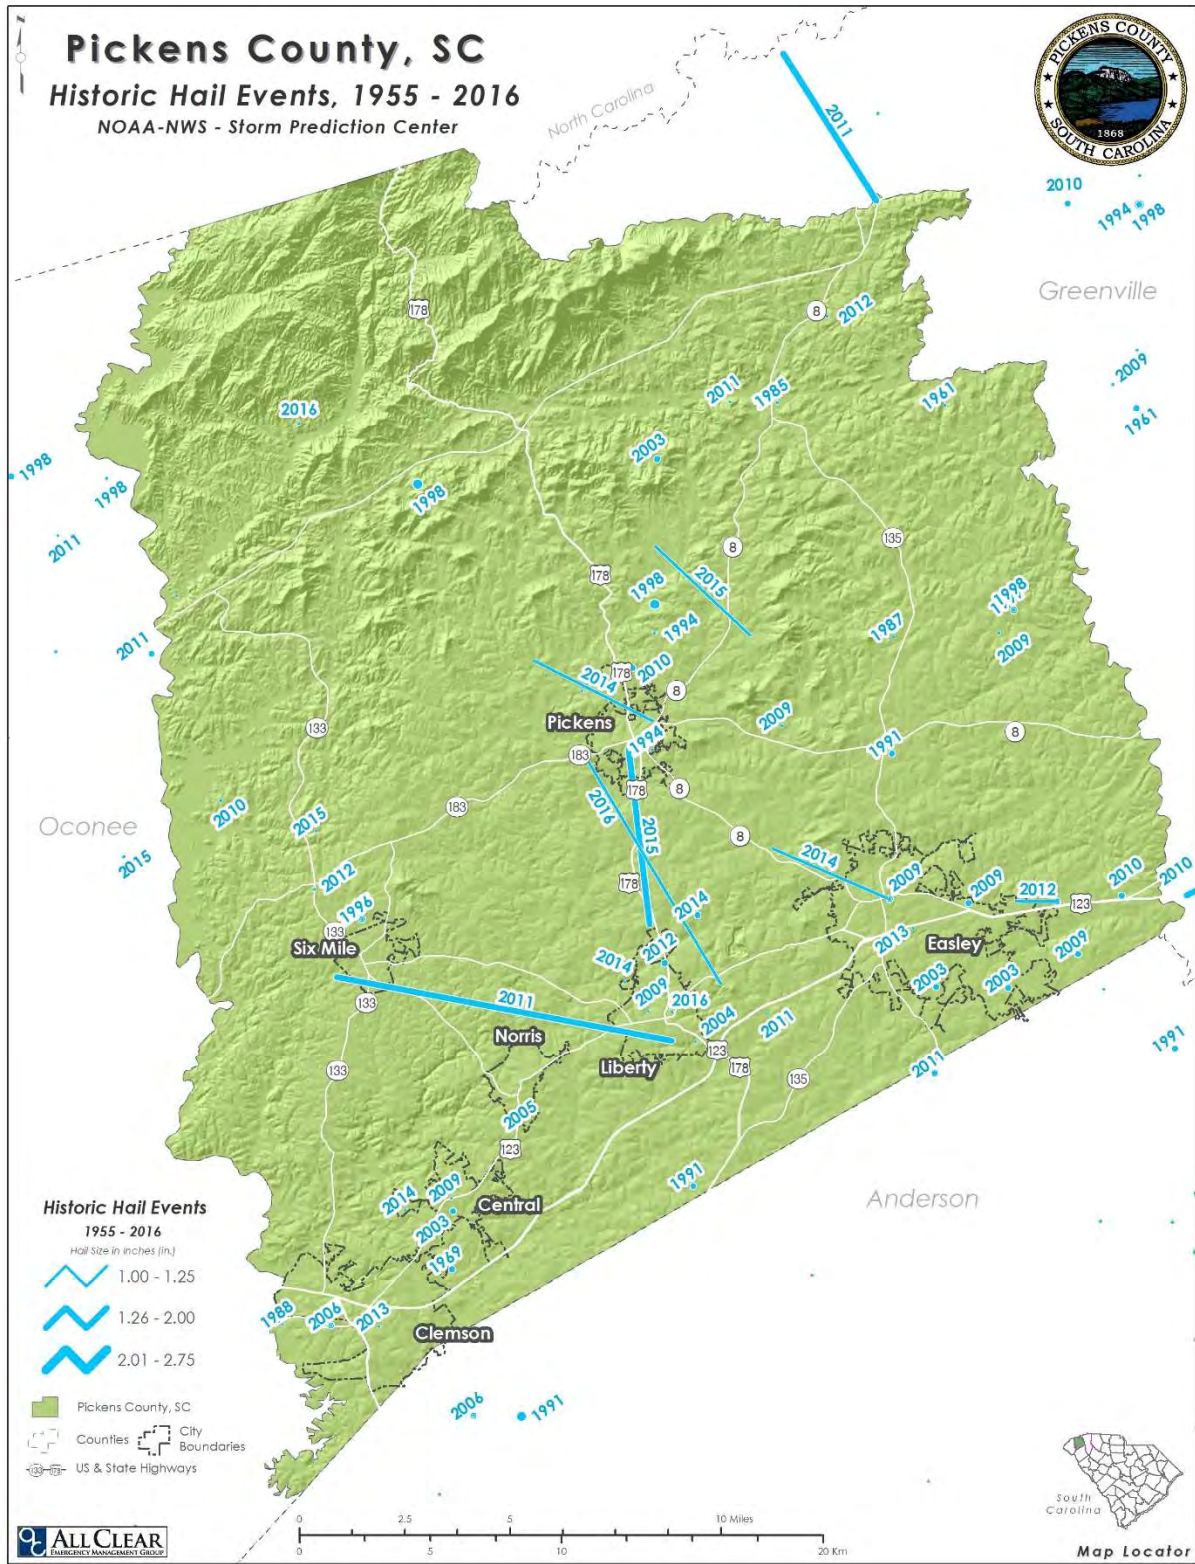 Pickens County, SC
Historic Hail Events, 1955 - 2016
NOAA-NWS - Storm Prediction Center
PICKENS COUNTY
SOUTH CAROLINA
1868
North Carolina
2011
2010
1994
1998
Greenville
178
8
2012
2009
2011
1985
1961
1961
2016
2003
1998
1998
1998
2011
135
8
178
2015
1998
1998
1994
1987
2009
2011
178
2010
2014
8
133
Pickens
2009
8
1994
1991
183
178
8
2016
183
2010
2015
Oconee
2015
8
2015
2014
2012
178
2009
2009
2012
2010
2010
123
1996
2014
133
Six Mile
2013
Easley
2012
2009
2014
2003
2003
2011
2009
2016
133
2004
2011
Norris
1991
123
Liberty
178
2011
133
135
2005
123
1991
2009
2014
Central
Anderson
2003
1969
1988
2006
2013
Clemson
2006
1991
Historic Hail Events
1955 - 2016
Hail Size in Inches (in.)
1.00 - 1.25
1.26 - 2.00
2.01 - 2.75
Pickens County, SC
Counties
City Boundaries
133
178
US & State Highways
ALL CLEAR
EMERGENCY MANAGEMENT GROUP
0 2.5 5 10 Miles
0 5 10 20 Km
South
Carolina
Map Locator